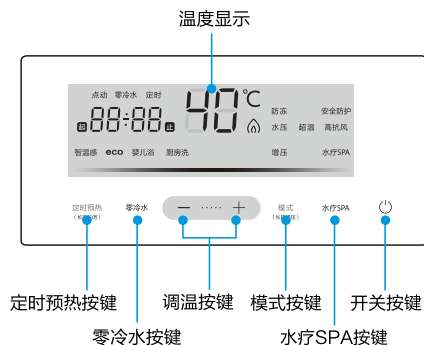 温度显示
点动 零冷水 定时
起 88:88 止
40℃
防冻 安全防护
水压 超温 高抗风
智温感 eco 婴儿浴 厨房洗 增压 水疗SPA
定时预热 零冷水 — ····· + 模式 水疗SPA
定时预热按键 调温按键 模式按键 开关按键
零冷水按键 水疗SPA按键